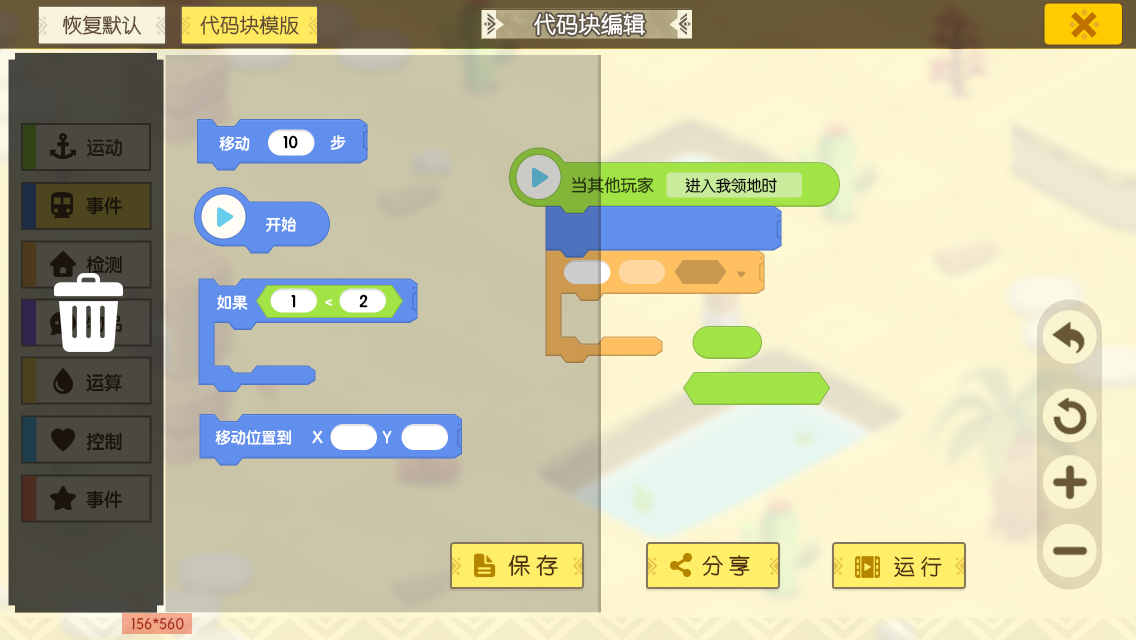 恢复默认
代码块模版
代码块编辑
运动
事件
检测
运算
控制
事件
移动 10 步
开始
如果 1 < 2
移动位置到 X Y
当其他玩家 进入我领地时
保存
分享
运行
156*560